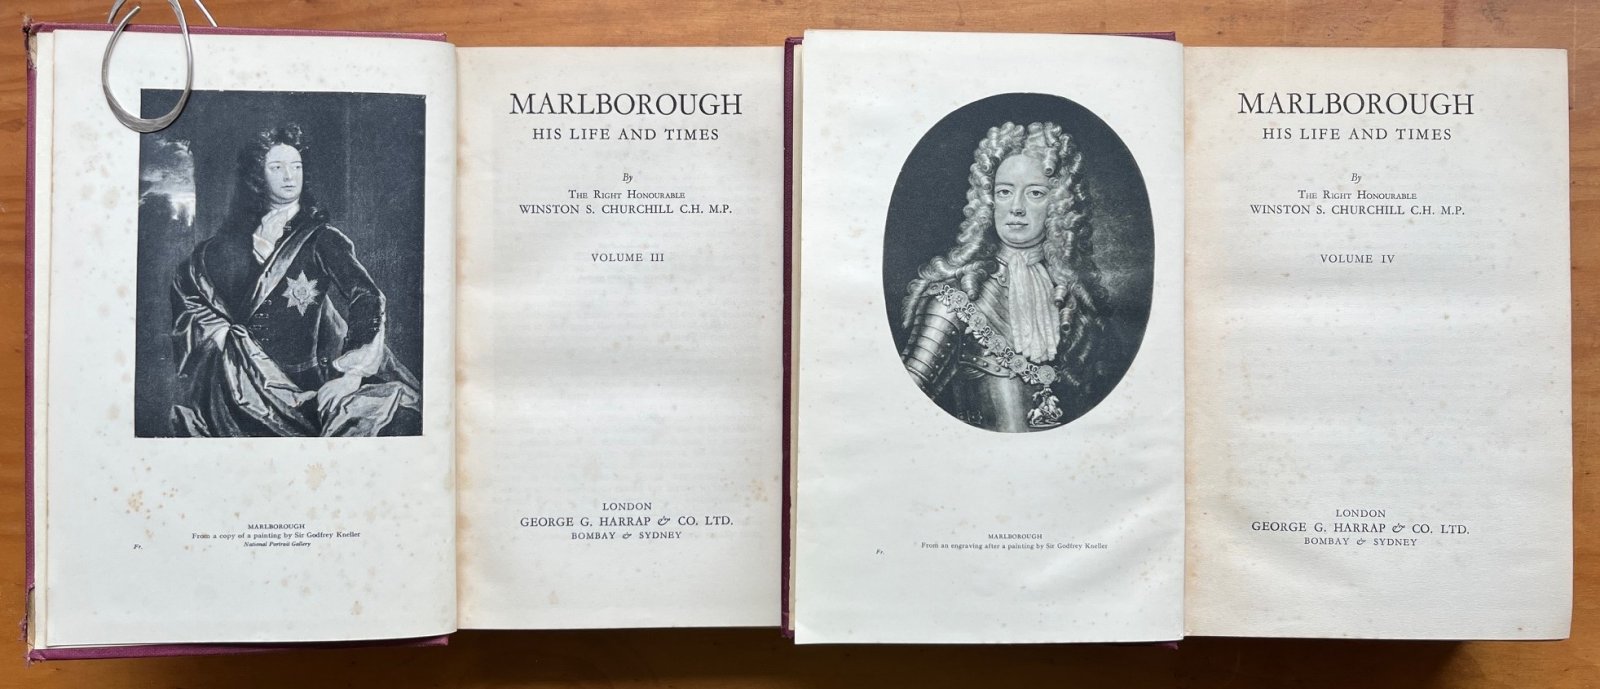 MARLBOROUGH
From a copy of a painting by Sir Godfrey Kneller
National Portrait Gallery
Fr.
MARLBOROUGH
HIS LIFE AND TIMES
By
The Right Honourable
WINSTON S. CHURCHILL C.H. M.P.
VOLUME III
LONDON
GEORGE G. HARRAP & CO. LTD.
BOMBAY & SYDNEY
MARLBOROUGH
From an engraving after a painting by Sir Godfrey Kneller
Fr.
MARLBOROUGH
HIS LIFE AND TIMES
By
The Right Honourable
WINSTON S. CHURCHILL C.H. M.P.
VOLUME IV
LONDON
GEORGE G. HARRAP & CO. LTD.
BOMBAY & SYDNEY